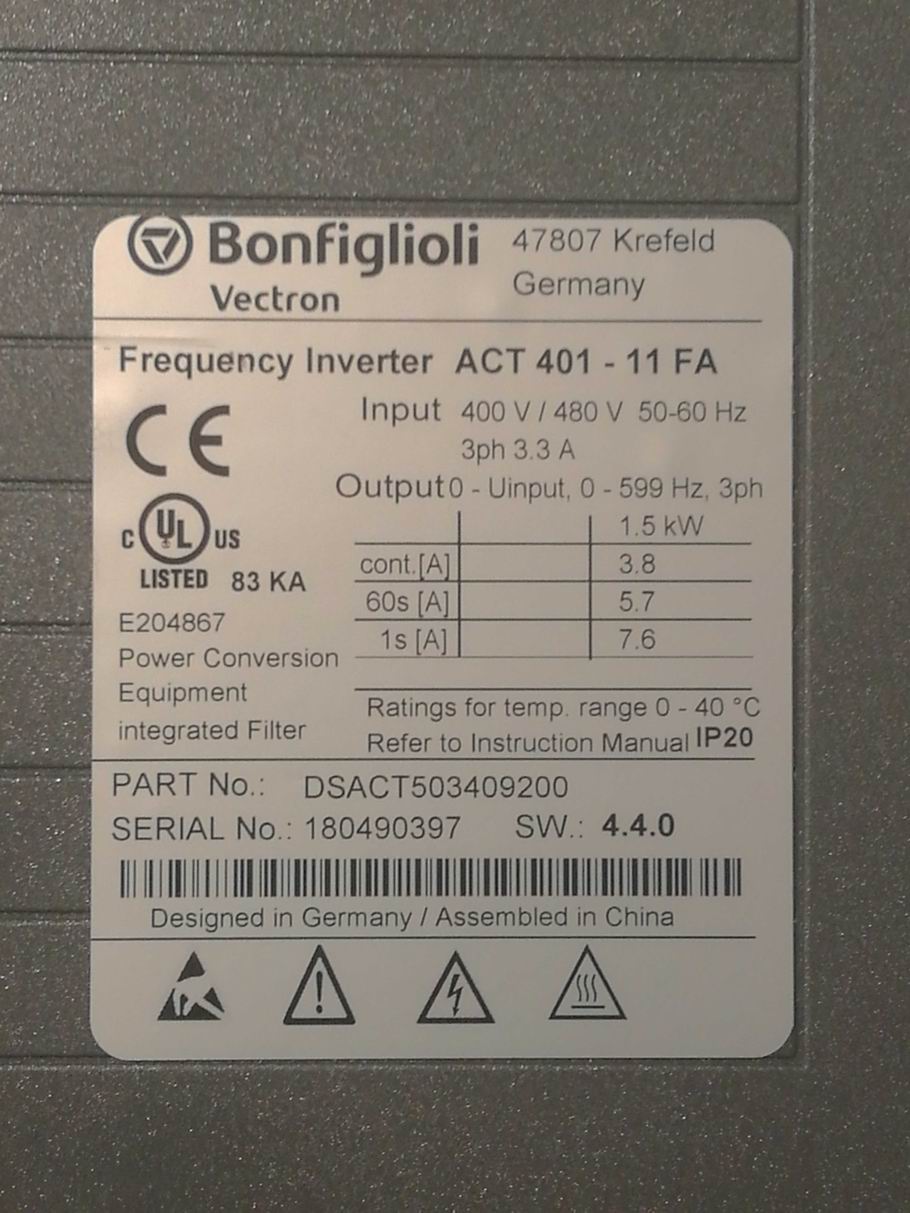 Bonfiglioli 47807 Krefeld
Vectron Germany
Frequency Inverter ACT 401 - 11 FA
CE Input 400 V / 480 V 50-60 Hz
3ph 3.3 A
Output 0 - Uinput, 0 - 599 Hz, 3ph
C UL US 1.5 kW
cont.[A] 3.8
LISTED 83 KA
60s [A] 5.7
E204867
1s [A] 7.6
Power Conversion
Equipment
integrated Filter
Ratings for temp. range 0 - 40 °C
Refer to Instruction Manual IP20
PART No.: DSACT503409200
SERIAL No.: 180490397 SW.: 4.4.0
Designed in Germany / Assembled in China